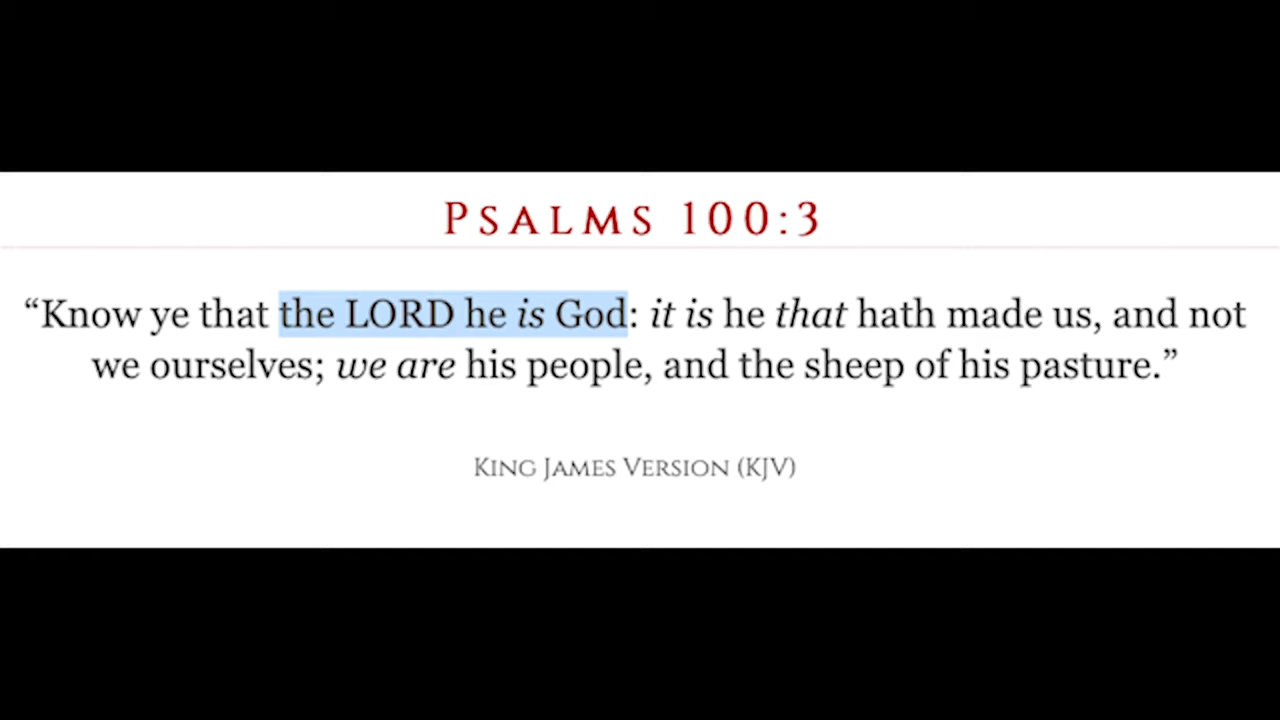 PSALMS 100:3
“Know ye that the LORD he is God: it is he that hath made us, and not
we ourselves; we are his people, and the sheep of his pasture.”
KING JAMES VERSION (KJV)